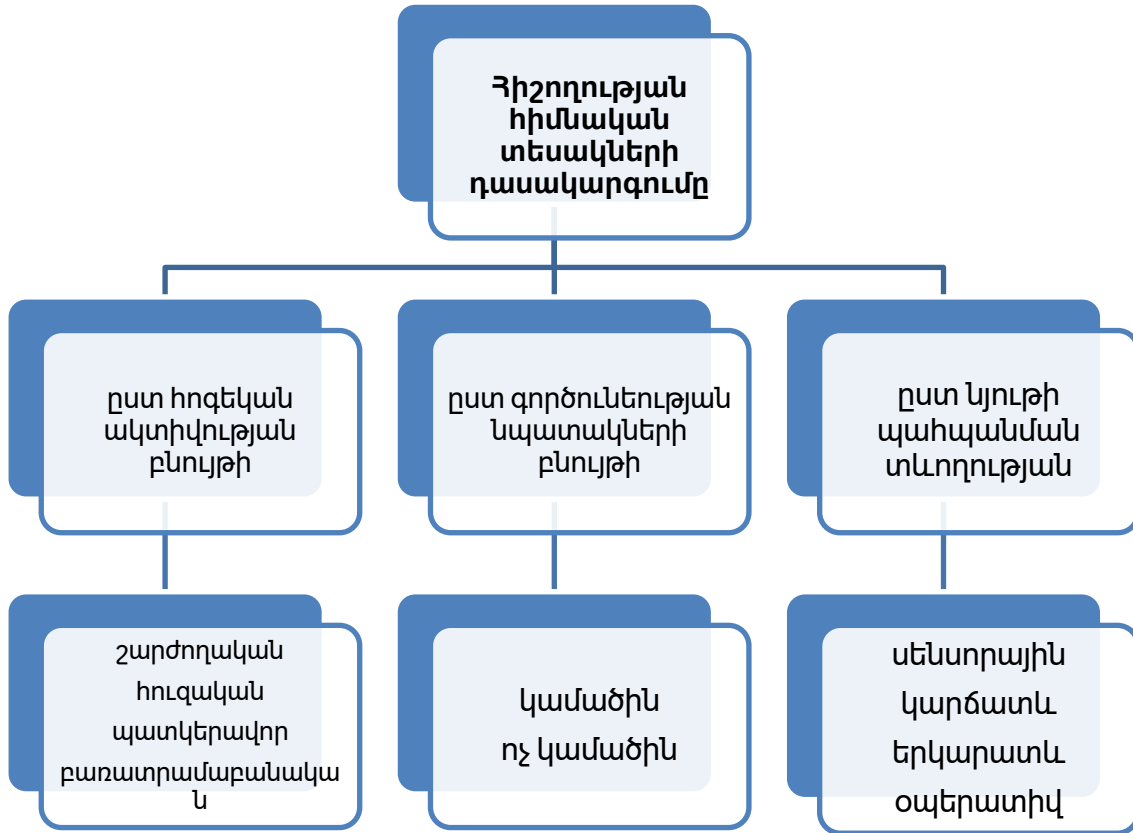 Հիշողության
հիմնական
տեսակների
դասակարգումը
ըստ հոգեկան
ակտիվության
բնույթի
ըստ գործունեության
նպատակների
բնույթի
ըստ նյութի
պահպանման
տևողության
շարժողական
հուզական
պատկերավոր
բառատրամաբանակա
ն
կամածին
ոչ կամածին
սենսորային
կարճատև
երկարատև
օպերատիվ